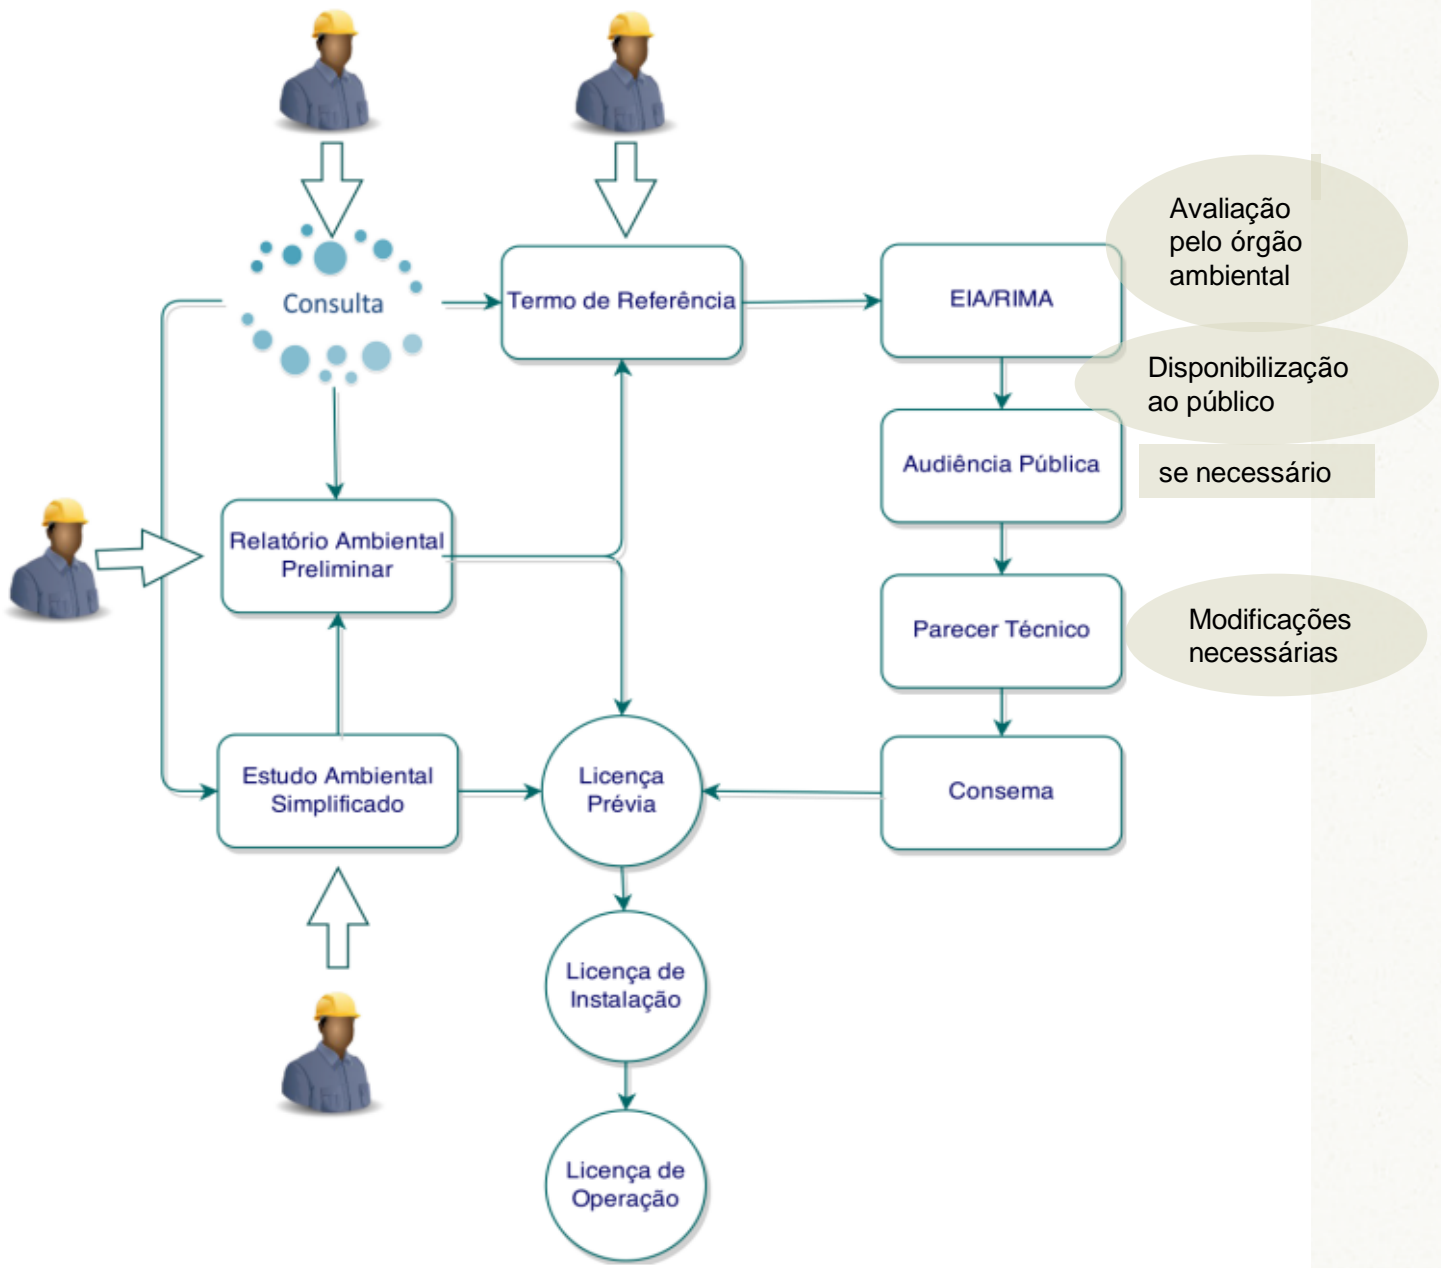 Avaliação
pelo órgão
ambiental
Consulta
Termo de Referência
EIA/RIMA
Disponibilização
ao público
Audiência Pública
se necessário
Relatório Ambiental
Preliminar
Parecer Técnico
Modificações
necessárias
Estudo Ambiental
Simplificado
Licença
Prévia
Consema
Licença de
Instalação
Licença de
Operação